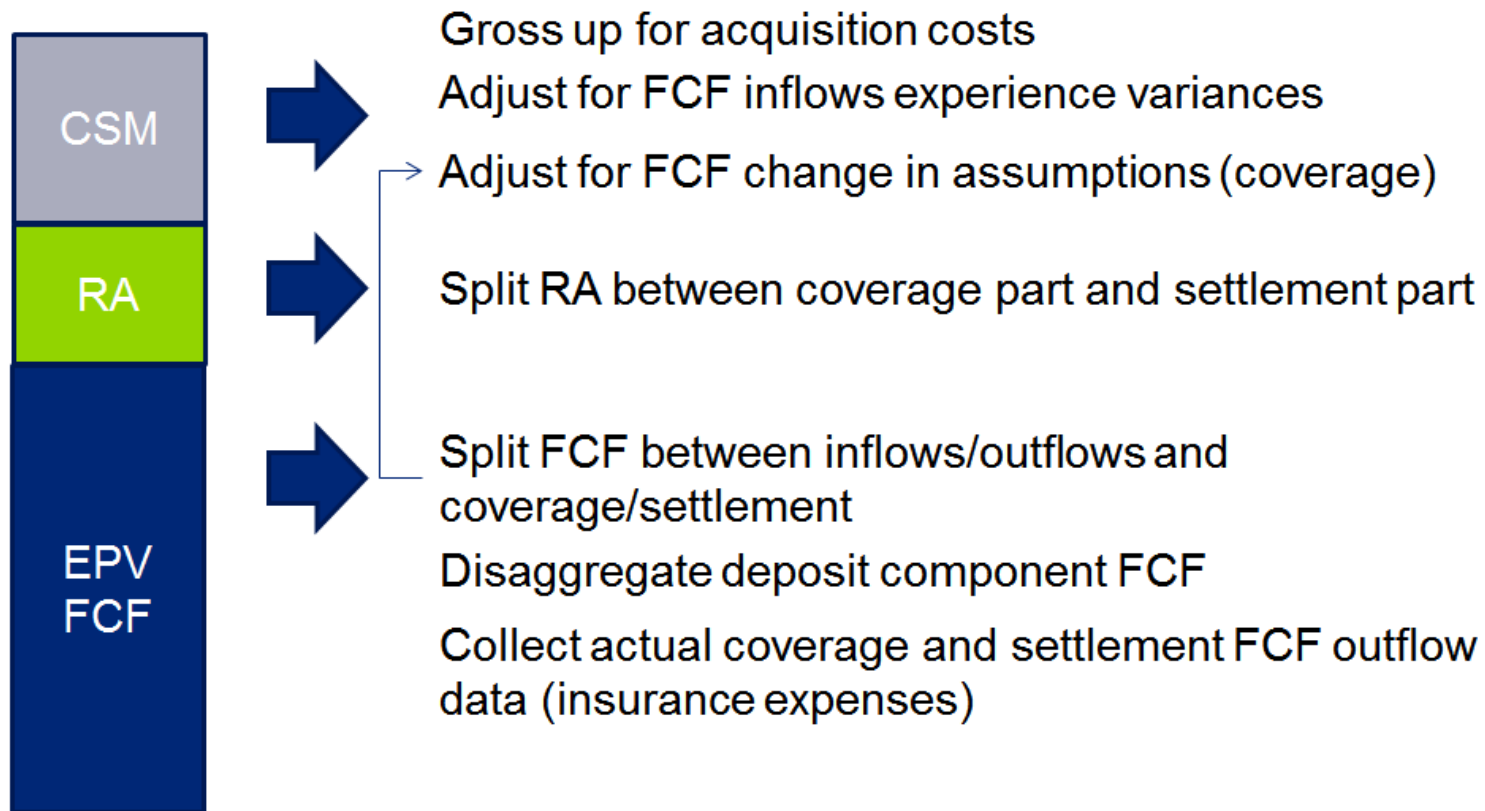 Gross up for acquisition costs
CSM
Adjust for FCF inflows experience variances
Adjust for FCF change in assumptions (coverage)
RA
Split RA between coverage part and settlement part
EPV
FCF
Split FCF between inflows/outflows and
coverage/settlement
Disaggregate deposit component FCF
Collect actual coverage and settlement FCF outflow
data (insurance expenses)